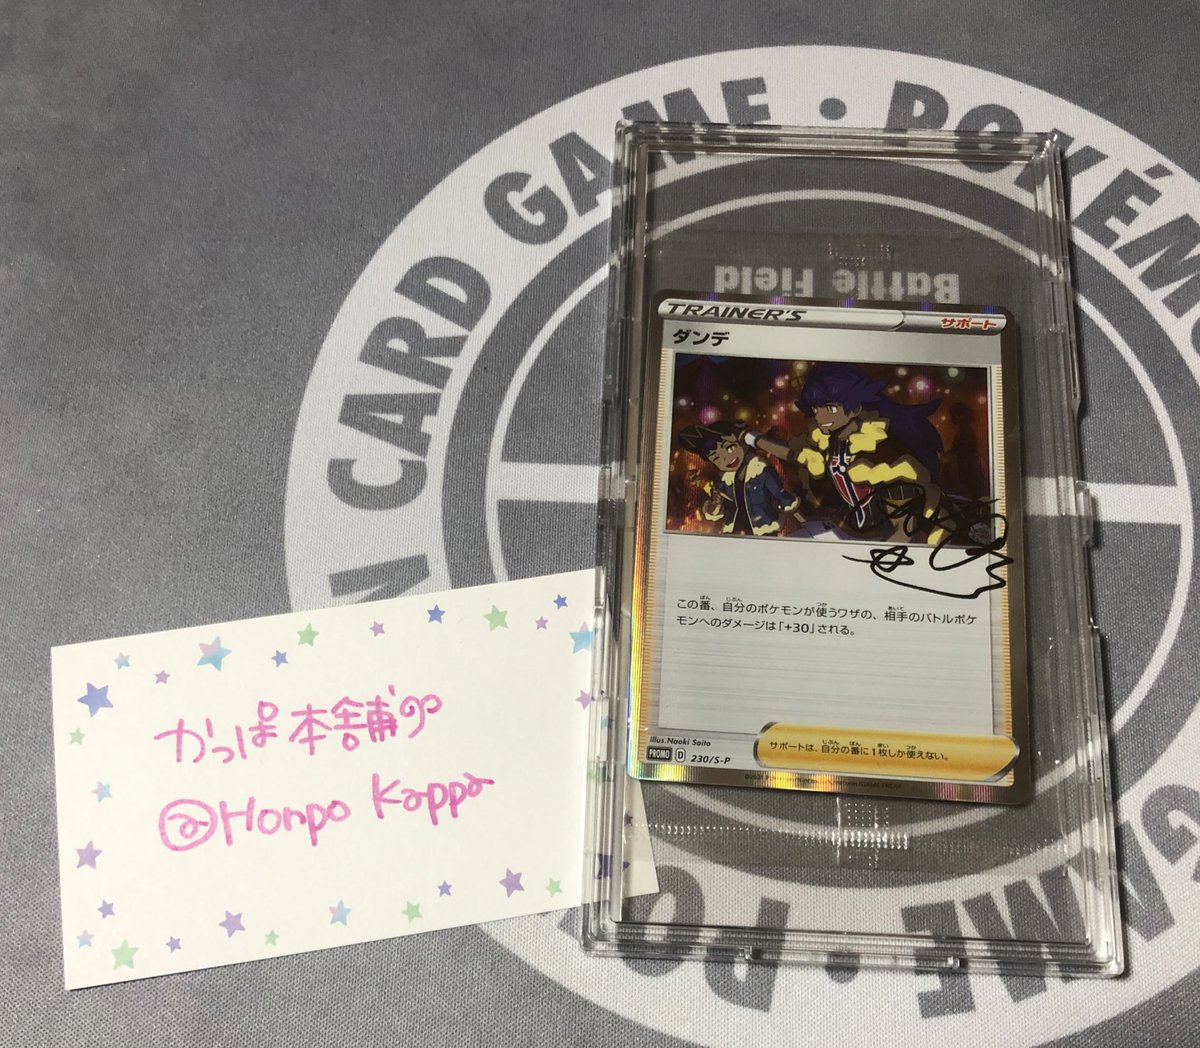 POKÉMON CARD GAME
Battle Field
TRAINER'S
サポート
ダンデ
この番、自分のポケモンが使うワザの、相手のバトルポケ
モンへのダメージは「+30」される。
Illus.Naoki Saito
サポートは、自分の番に1枚しか使えない。
PROMO D 230/S-P
かっぱ本舗
@Honpo Kappa
GAME
PO